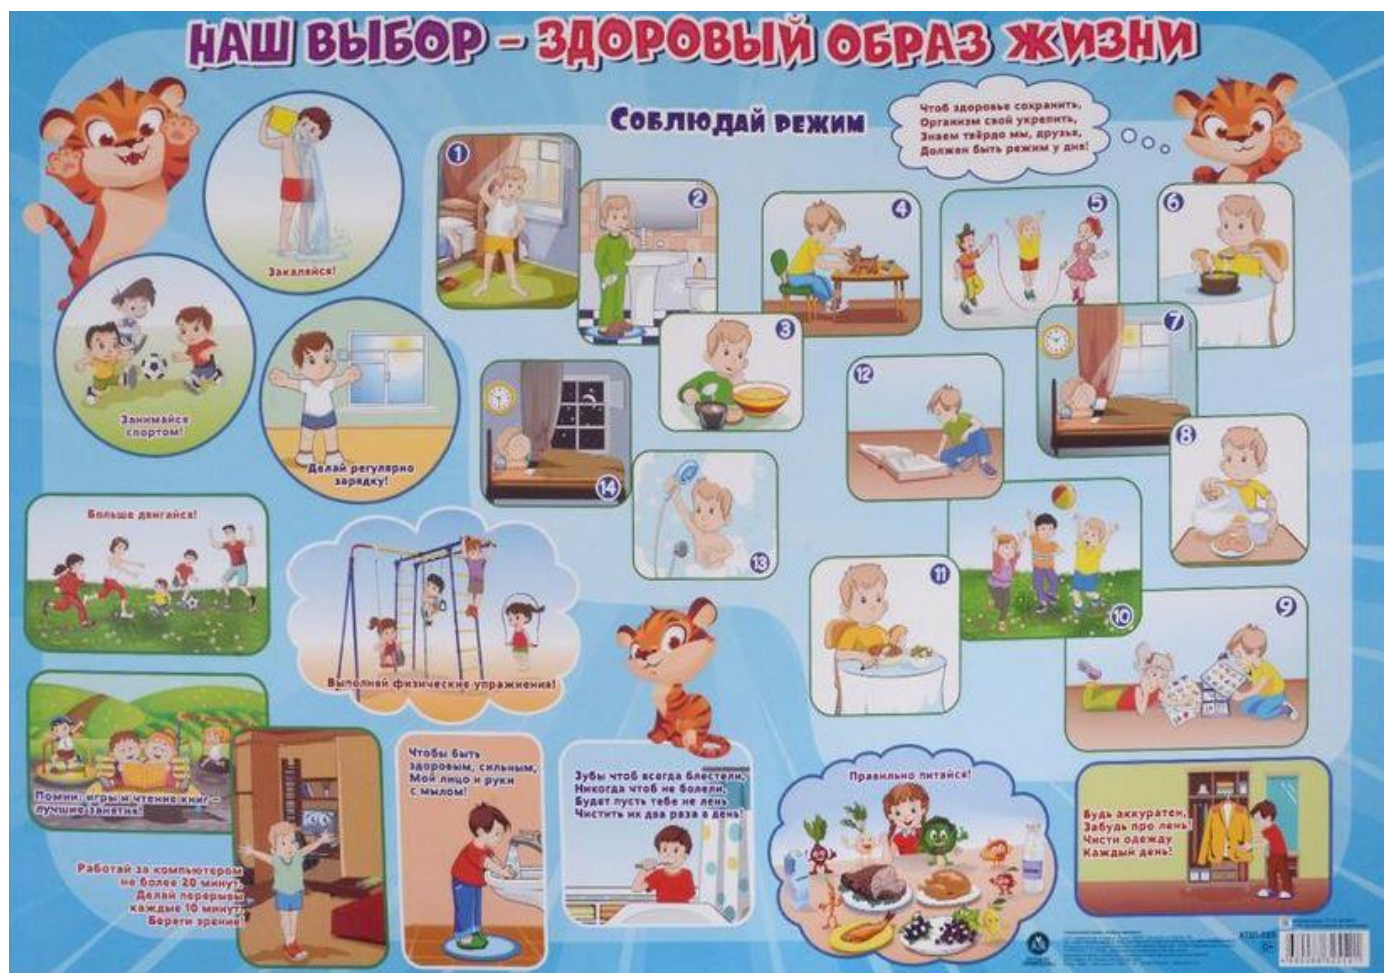 НАШ ВЫБОР – ЗДОРОВЫЙ ОБРАЗ ЖИЗНИ
СОБЛЮДАЙ РЕЖИМ
Чтоб здоровье сохранить,
Организм свой укрепить,
Знаем твёрдо мы, друзья,
Должен быть режим у дня!
Закаляйся!
Занимайся
спортом!
Делай регулярно
зарядку!
1
2
3
4
5
6
7
8
9
10
11
12
13
14
Больше двигайся!
Выполняй физические упражнения!
Помни: игры и чтение книг –
лучшие занятия!
Работай за компьютером
не более 20 минут,
Делай перерывы
каждые 10 минут.
Береги зрение!
Чтобы быть
здоровым, сильным,
Мой лицо и руки
с мылом!
Зубы чтоб всегда блестели,
Никогда чтоб не болели,
Будет пусть тебе не лень
Чистить их два раза в день!
Правильно питайся!
Будь аккуратен,
Забудь про лень!
Чисти одежду
Каждый день!
0+